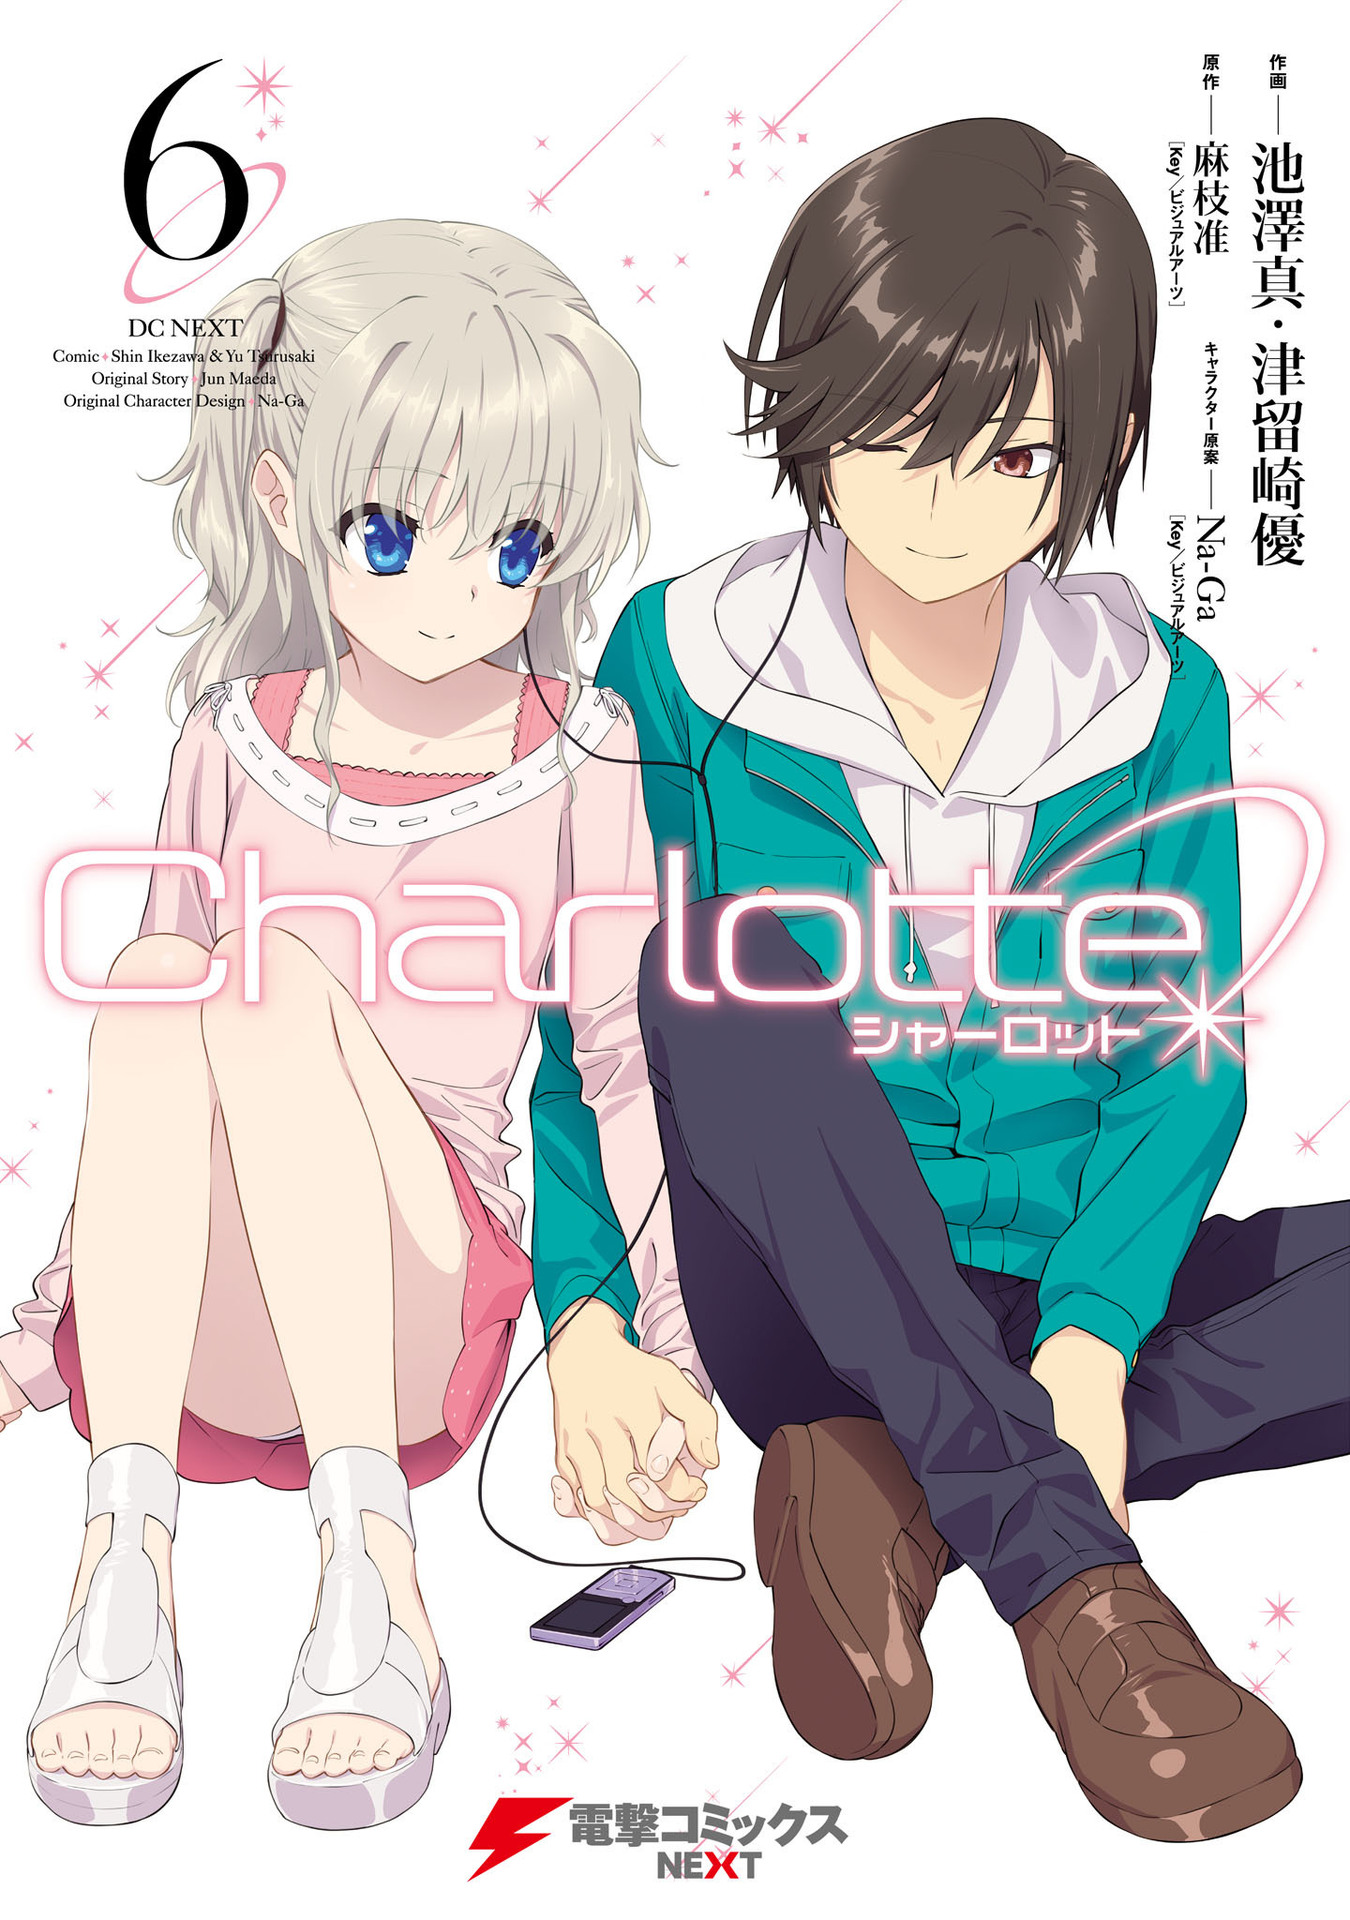 6
DC NEXT
Comic✦Shin Ikezawa & Yu Tsurusaki
Original Story✦Jun Maeda
Original Character Design✦Na-Ga
作画―池澤真・津留崎優
原作―麻枝准
[Key／ビジュアルアーツ]
キャラクター原案―Na-Ga
[Key／ビジュアルアーツ]
Charlotte
シャーロット
電撃コミックス
NEXT